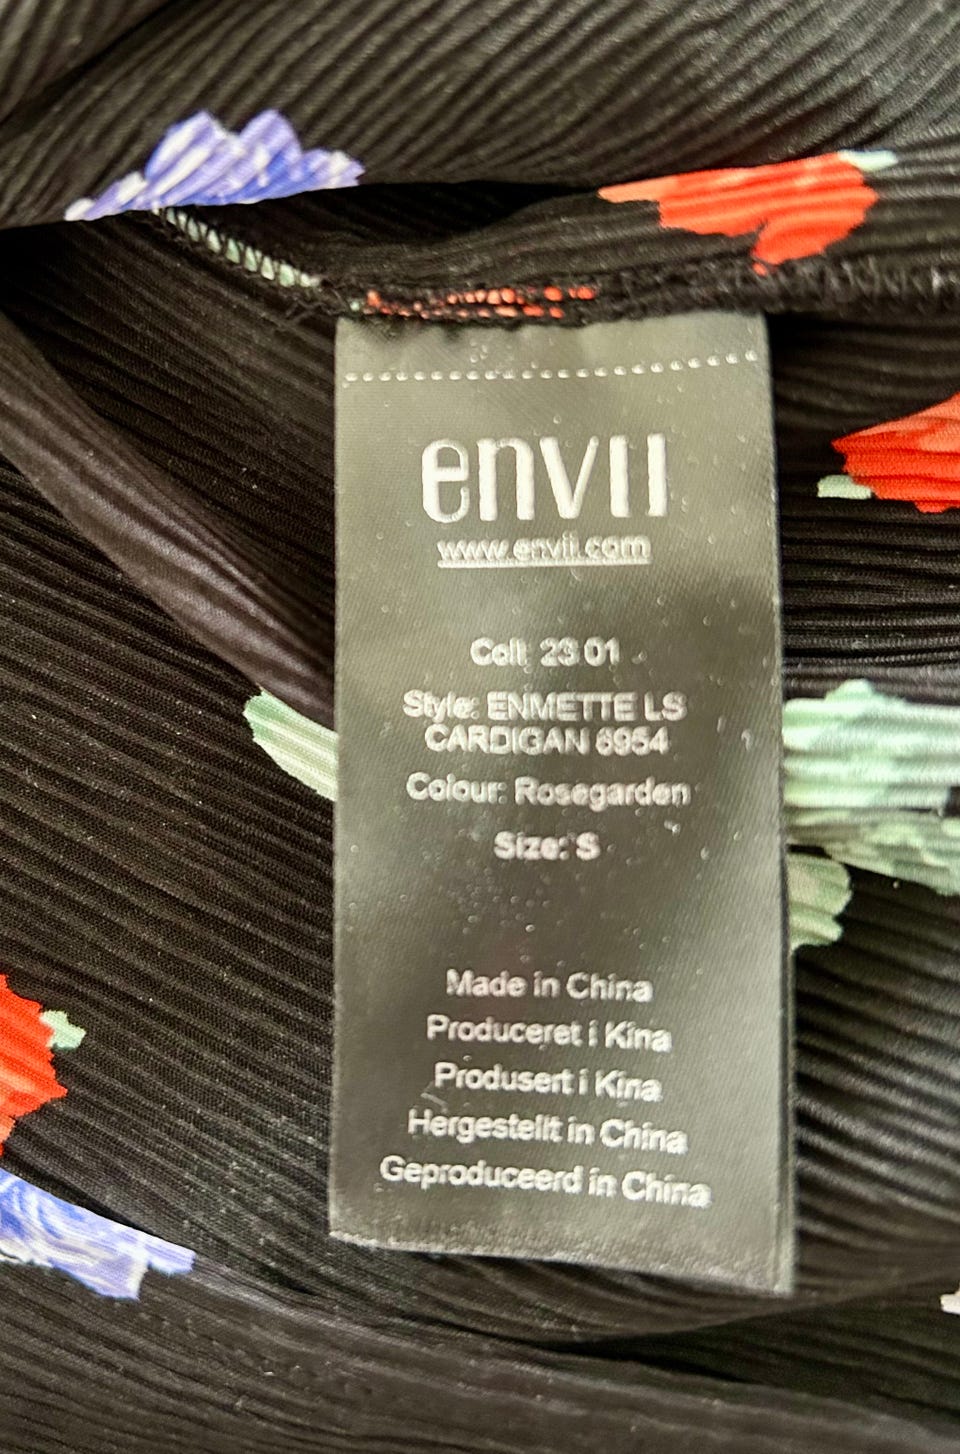 envii
www.envii.com
Coll: 23 01
Style: ENMETTE LS
CARDIGAN 6954
Colour: Rosegarden
Size: S
Made in China
Produceret i Kina
Produsert i Kina
Hergestellt in China
Geproduceerd in China